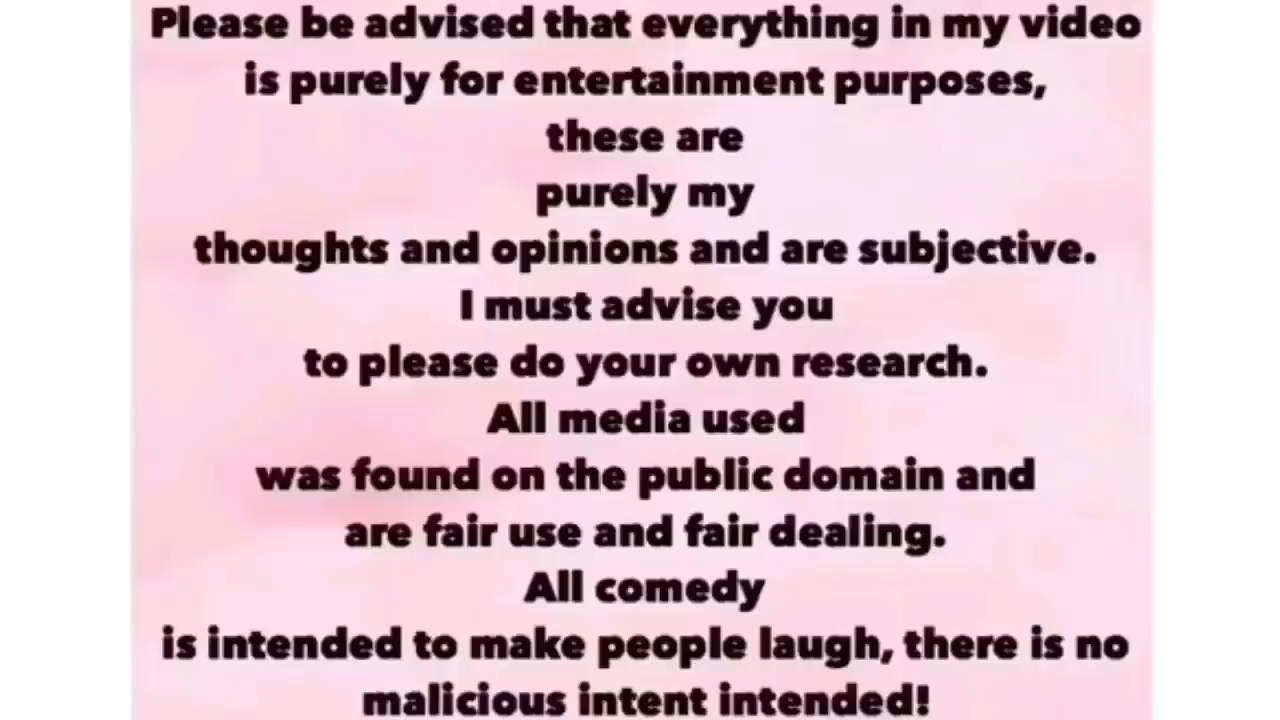 Please be advised that everything in my video
is purely for entertainment purposes,
these are
purely my
thoughts and opinions and are subjective.
I must advise you
to please do your own research.
All media used
was found on the public domain and
are fair use and fair dealing.
All comedy
is intended to make people laugh, there is no
malicious intent intended!